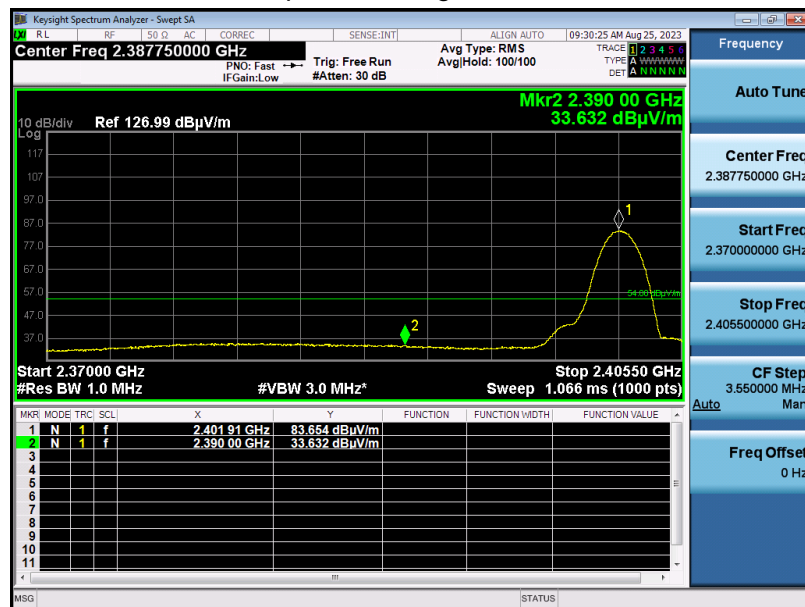 Keysight Spectrum Analyzer - Swept SA
LXI RL RF 50 Ω AC CORREC SENSE:INT ALIGN AUTO 09:30:25 AM Aug 25, 2023
Center Freq 2.387750000 GHz
PNO: Fast
IFGain:Low
Trig: Free Run
#Atten: 30 dB
Avg Type: RMS
Avg|Hold: 100/100
TRACE 1 2 3 4 5 6
TYPE A WWWWW
DET A N N N N N
Mkr2 2.390 00 GHz
33.632 dBµV/m
10 dB/div
Log
Ref 126.99 dBµV/m
117
107
97.0
87.0
77.0
67.0
57.0
47.0
37.0
1
54.00 dBµV/m
2
Start 2.37000 GHz
Stop 2.40550 GHz
#Res BW 1.0 MHz
#VBW 3.0 MHz*
Sweep 1.066 ms (1000 pts)
MKR MODE TRC SCL X Y FUNCTION FUNCTION WIDTH FUNCTION VALUE
1 N 1 f 2.401 91 GHz 83.654 dBµV/m
2 N 1 f 2.390 00 GHz 33.632 dBµV/m
3
4
5
6
7
8
9
10
11
MSG
STATUS
Frequency
Auto Tune
Center Freq
2.387750000 GHz
Start Freq
2.370000000 GHz
Stop Freq
2.405500000 GHz
CF Step
3.550000 MHz
Auto Man
Freq Offset
0 Hz